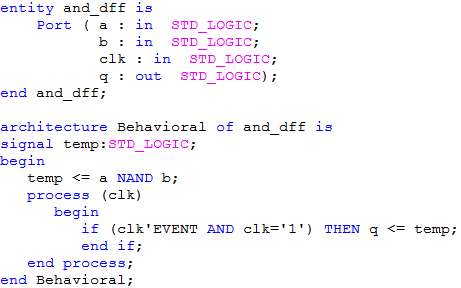 entity and_dff is
Port ( a : in STD_LOGIC;
b : in STD_LOGIC;
clk : in STD_LOGIC;
q : out STD_LOGIC);
end and_dff;
architecture Behavioral of and_dff is
signal temp:STD_LOGIC;
begin
temp <= a NAND b;
process (clk)
begin
if (clk'EVENT AND clk='1') THEN q <= temp;
end if;
end process;
end Behavioral;